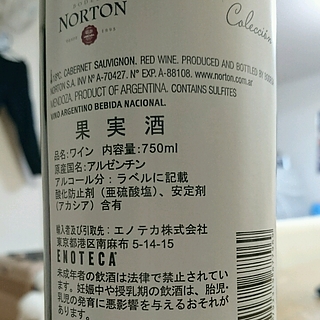 NORTON
Colección
100% CABERNET SAUVIGNON. RED WINE. PRODUCED AND BOTTLED BY BODEGA
NORTON S.A. INV Nº A-70427. Nº EXP. A-88108. www.norton.com.ar
MENDOZA, PRODUCT OF ARGENTINA. CONTAINS SULFITES
VINO ARGENTINO BEBIDA NACIONAL.
果実酒
品名:ワイン 内容量:750ml
原産国名:アルゼンチン
アルコール分:ラベルに記載
酸化防止剤(亜硫酸塩)、安定剤
(アカシア)含有
輸入者及び引取先:エノテカ株式会社
東京都港区南麻布 5-14-15
ENOTECA
未成年者の飲酒は法律で禁止されてい
ます。妊娠中や授乳期の飲酒は、胎児・
乳児の発育に悪影響を与えるおそれが
あります。